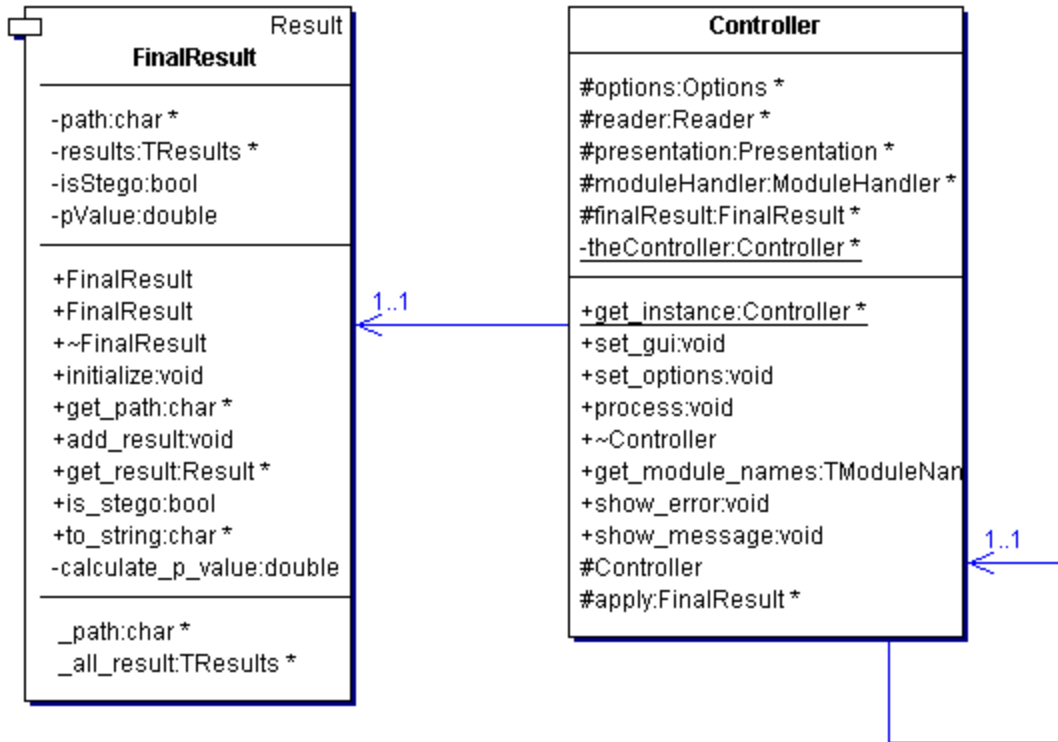 Result
FinalResult
-path:char *
-results:TResults *
-isStego:bool
-pValue:double
+FinalResult
+FinalResult
+~FinalResult
+initialize:void
+get_path:char *
+add_result:void
+get_result:Result *
+is_stego:bool
+to_string:char *
-calculate_p_value:double
_path:char *
_all_result:TResults *
1..1
Controller
#options:Options *
#reader:Reader *
#presentation:Presentation *
#moduleHandler:ModuleHandler *
#finalResult:FinalResult *
-theController:Controller *
+get_instance:Controller *
+set_gui:void
+set_options:void
+process:void
+~Controller
+get_module_names:TModuleNan
+show_error:void
+show_message:void
#Controller
#apply:FinalResult *
1..1